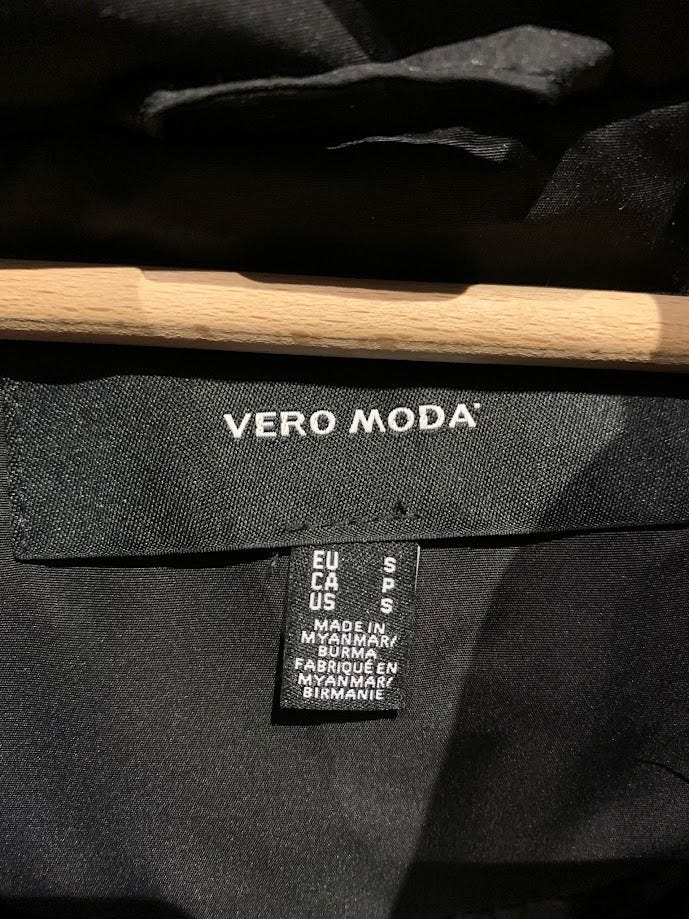 VERO MODA
EU S
CA P
US S
MADE IN
MYANMAR/
BURMA
FABRIQUÉ EN
MYANMAR/
BIRMANIE